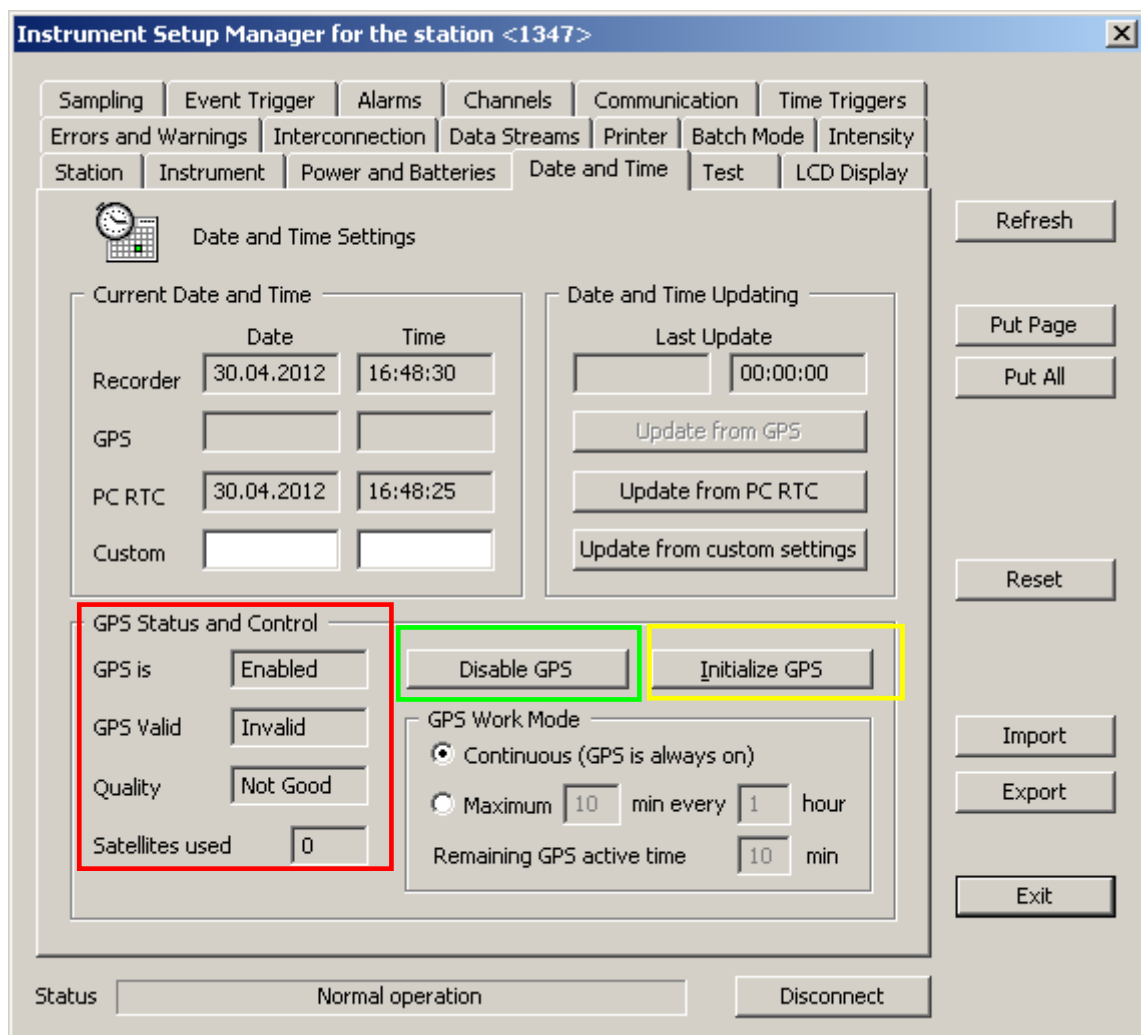 Instrument Setup Manager for the station <1347>
Sampling Event Trigger Alarms Channels Communication Time Triggers
Errors and Warnings Interconnection Data Streams Printer Batch Mode Intensity
Station Instrument Power and Batteries Date and Time Test LCD Display
Date and Time Settings
Current Date and Time
Date Time
Recorder 30.04.2012 16:48:30
GPS
PC RTC 30.04.2012 16:48:25
Custom
Date and Time Updating
Last Update
00:00:00
Update from GPS
Update from PC RTC
Update from custom settings
GPS Status and Control
GPS is Enabled
GPS Valid Invalid
Quality Not Good
Satellites used 0
Disable GPS
Initialize GPS
GPS Work Mode
Continuous (GPS is always on)
Maximum 10 min every 1 hour
Remaining GPS active time 10 min
Refresh
Put Page
Put All
Reset
Import
Export
Exit
Status Normal operation
Disconnect